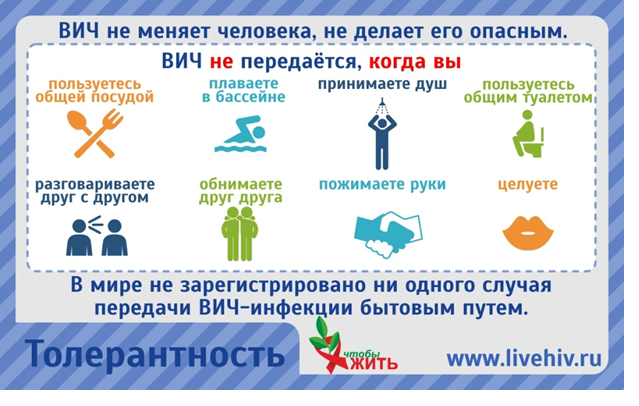 ВИЧ не меняет человека, не делает его опасным.
ВИЧ не передаётся, когда вы
пользуетесь
общей посудой
плаваете
в бассейне
принимаете душ
пользуетесь
общим туалетом
разговариваете
друг с другом
обнимаете
друг друга
пожимаете руки
целуете
В мире не зарегистрировано ни одного случая
передачи ВИЧ-инфекции бытовым путем.
Толерантность
чтобы
ЖИТЬ
www.livehiv.ru